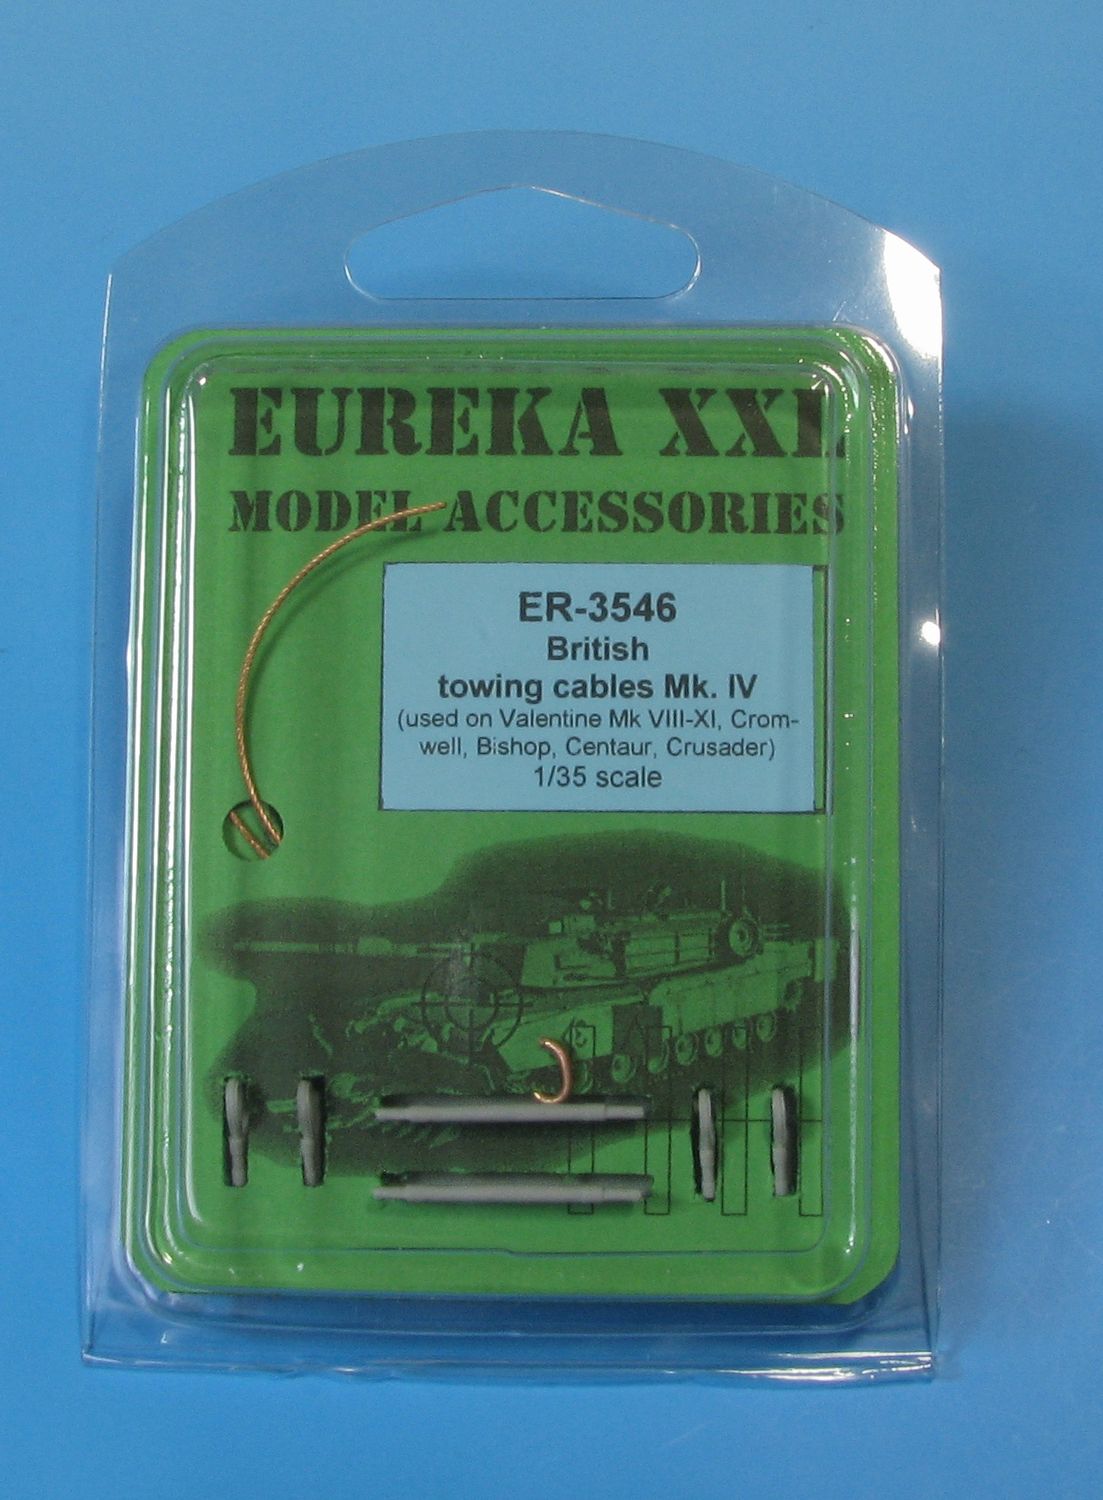 EUREKA XXL
MODEL ACCESSORIES
ER-3546
British
towing cables Mk. IV
(used on Valentine Mk VIII-XI, Crom-
well, Bishop, Centaur, Crusader)
1/35 scale